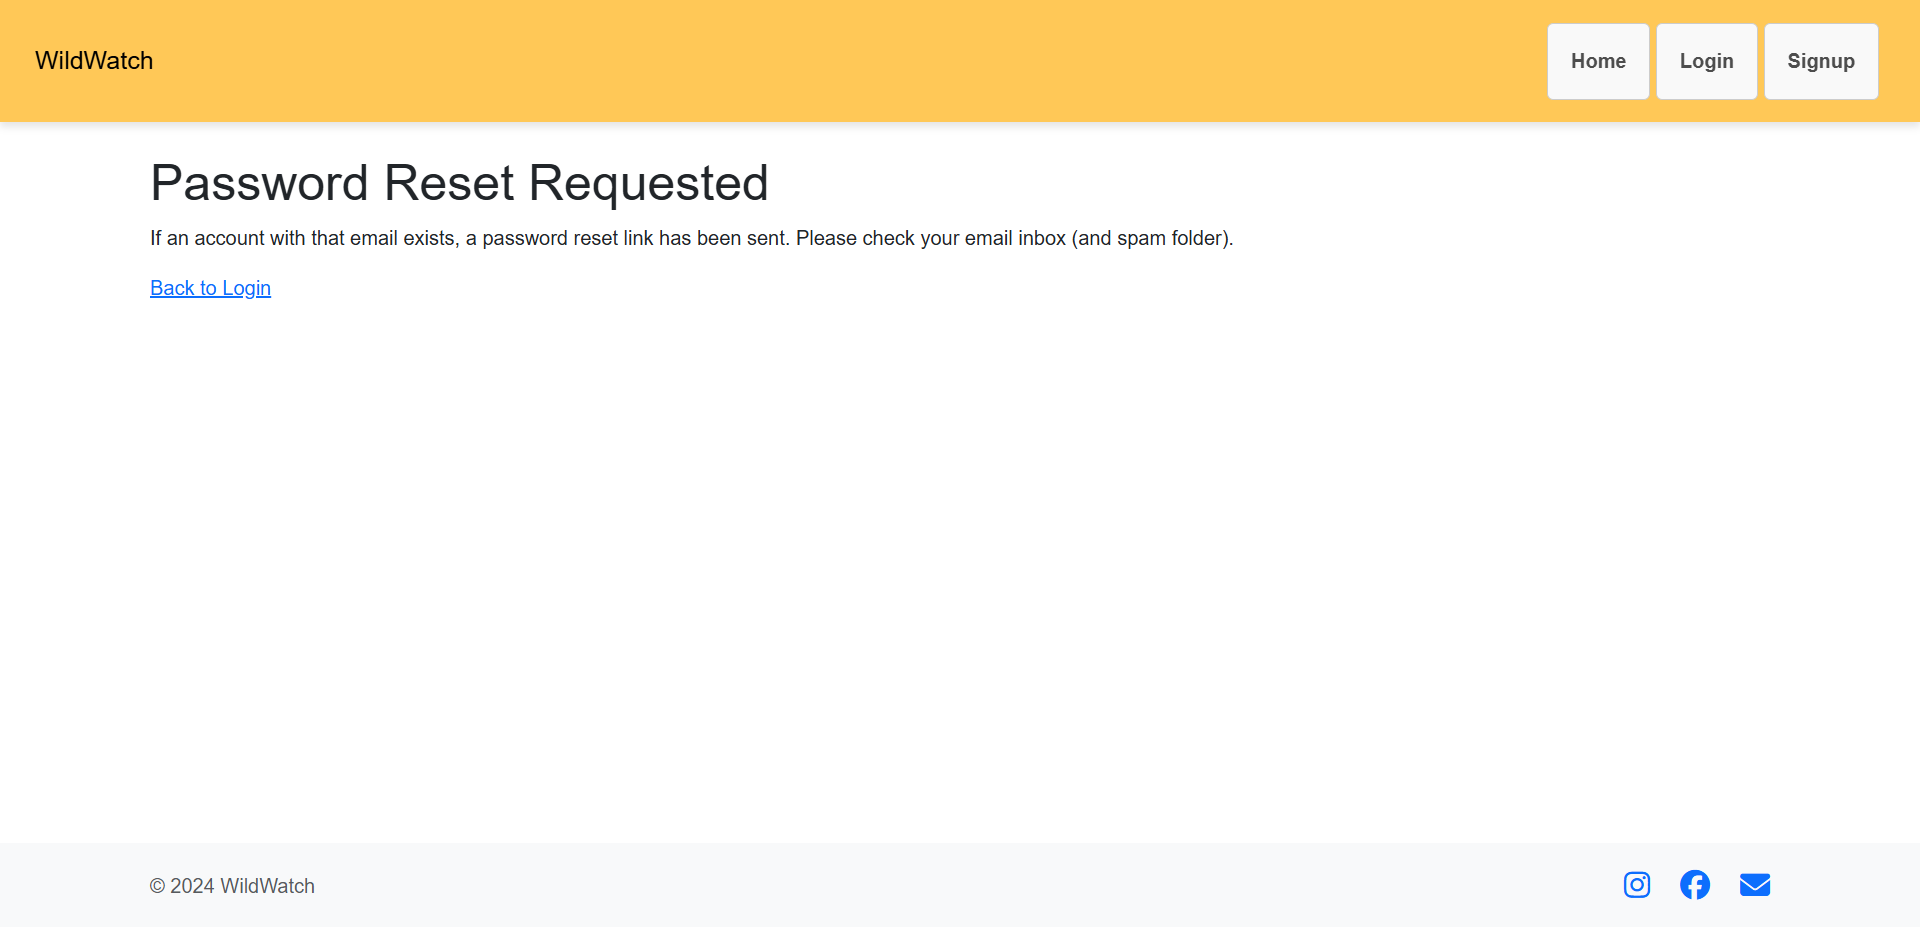 WildWatch
Home
Login
Signup
Password Reset Requested
If an account with that email exists, a password reset link has been sent. Please check your email inbox (and spam folder).
Back to Login
© 2024 WildWatch